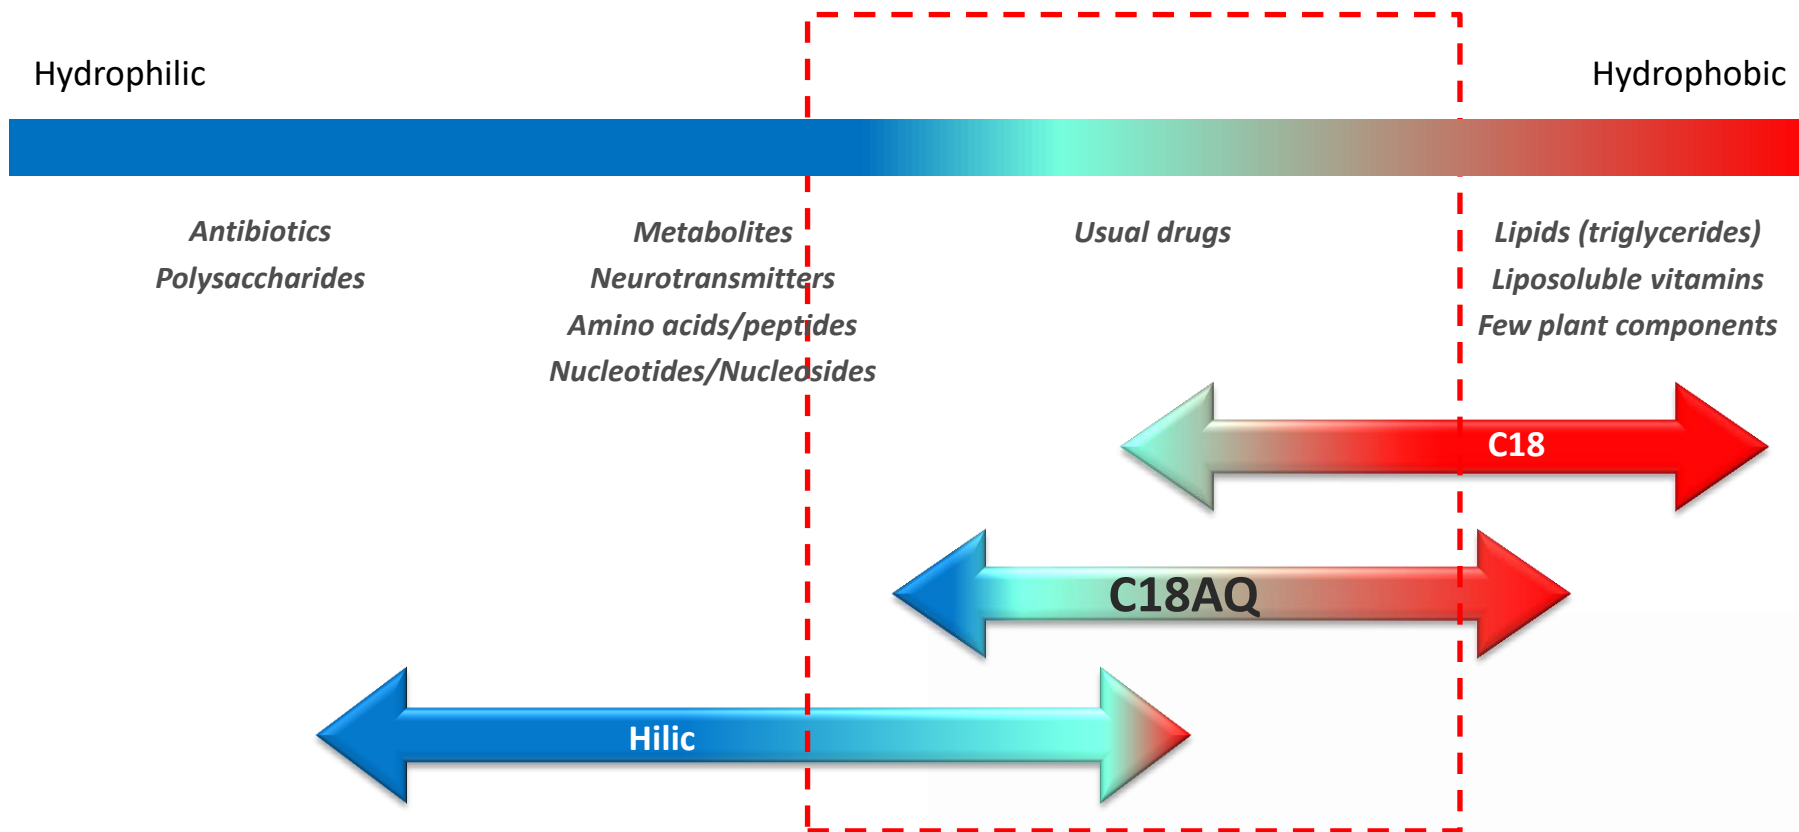 Hydrophilic
Hydrophobic
Antibiotics
Polysaccharides
Metabolites
Neurotransmitters
Amino acids/peptides
Nucleotides/Nucleosides
Usual drugs
Lipids (triglycerides)
Liposoluble vitamins
Few plant components
C18
C18AQ
Hilic